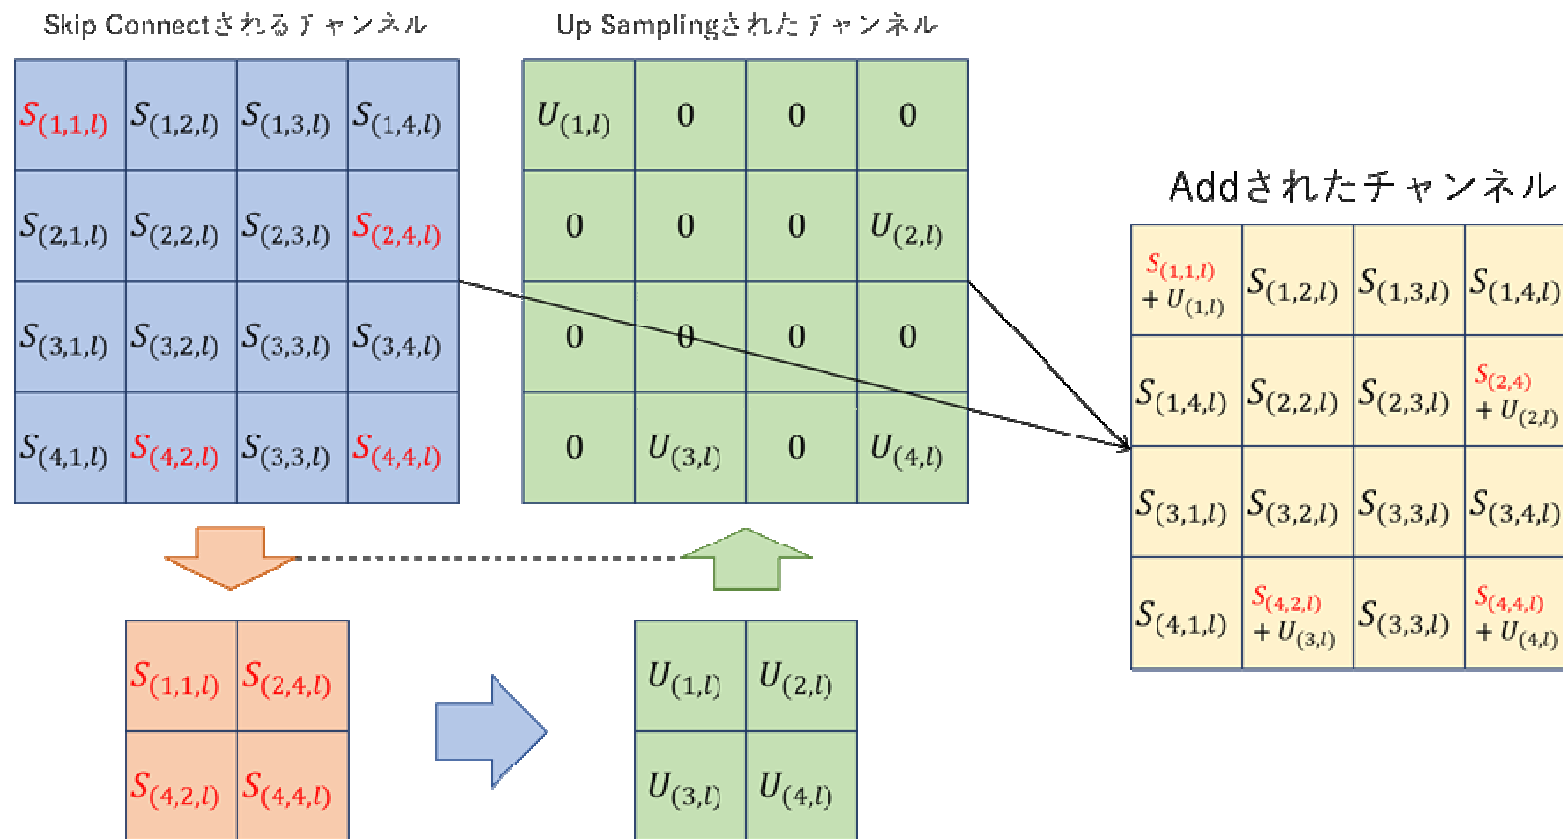 Skip Connectされるチャンネル
Up Samplingされたチャンネル
S(1,1,l) S(1,2,l) S(1,3,l) S(1,4,l)
S(2,1,l) S(2,2,l) S(2,3,l) S(2,4,l)
S(3,1,l) S(3,2,l) S(3,3,l) S(3,4,l)
S(4,1,l) S(4,2,l) S(3,3,l) S(4,4,l)
U(1,l) 0 0 0
0 0 0 U(2,l)
0 0 0 0
0 U(3,l) 0 U(4,l)
Addされたチャンネル
S(1,1,l) + U(1,l) S(1,2,l) S(1,3,l) S(1,4,l)
S(1,4,l) S(2,2,l) S(2,3,l) S(2,4) + U(2,l)
S(3,1,l) S(3,2,l) S(3,3,l) S(3,4,l)
S(4,1,l) S(4,2,l) + U(3,l) S(3,3,l) S(4,4,l) + U(4,l)
S(1,1,l) S(2,4,l)
S(4,2,l) S(4,4,l)
U(1,l) U(2,l)
U(3,l) U(4,l)